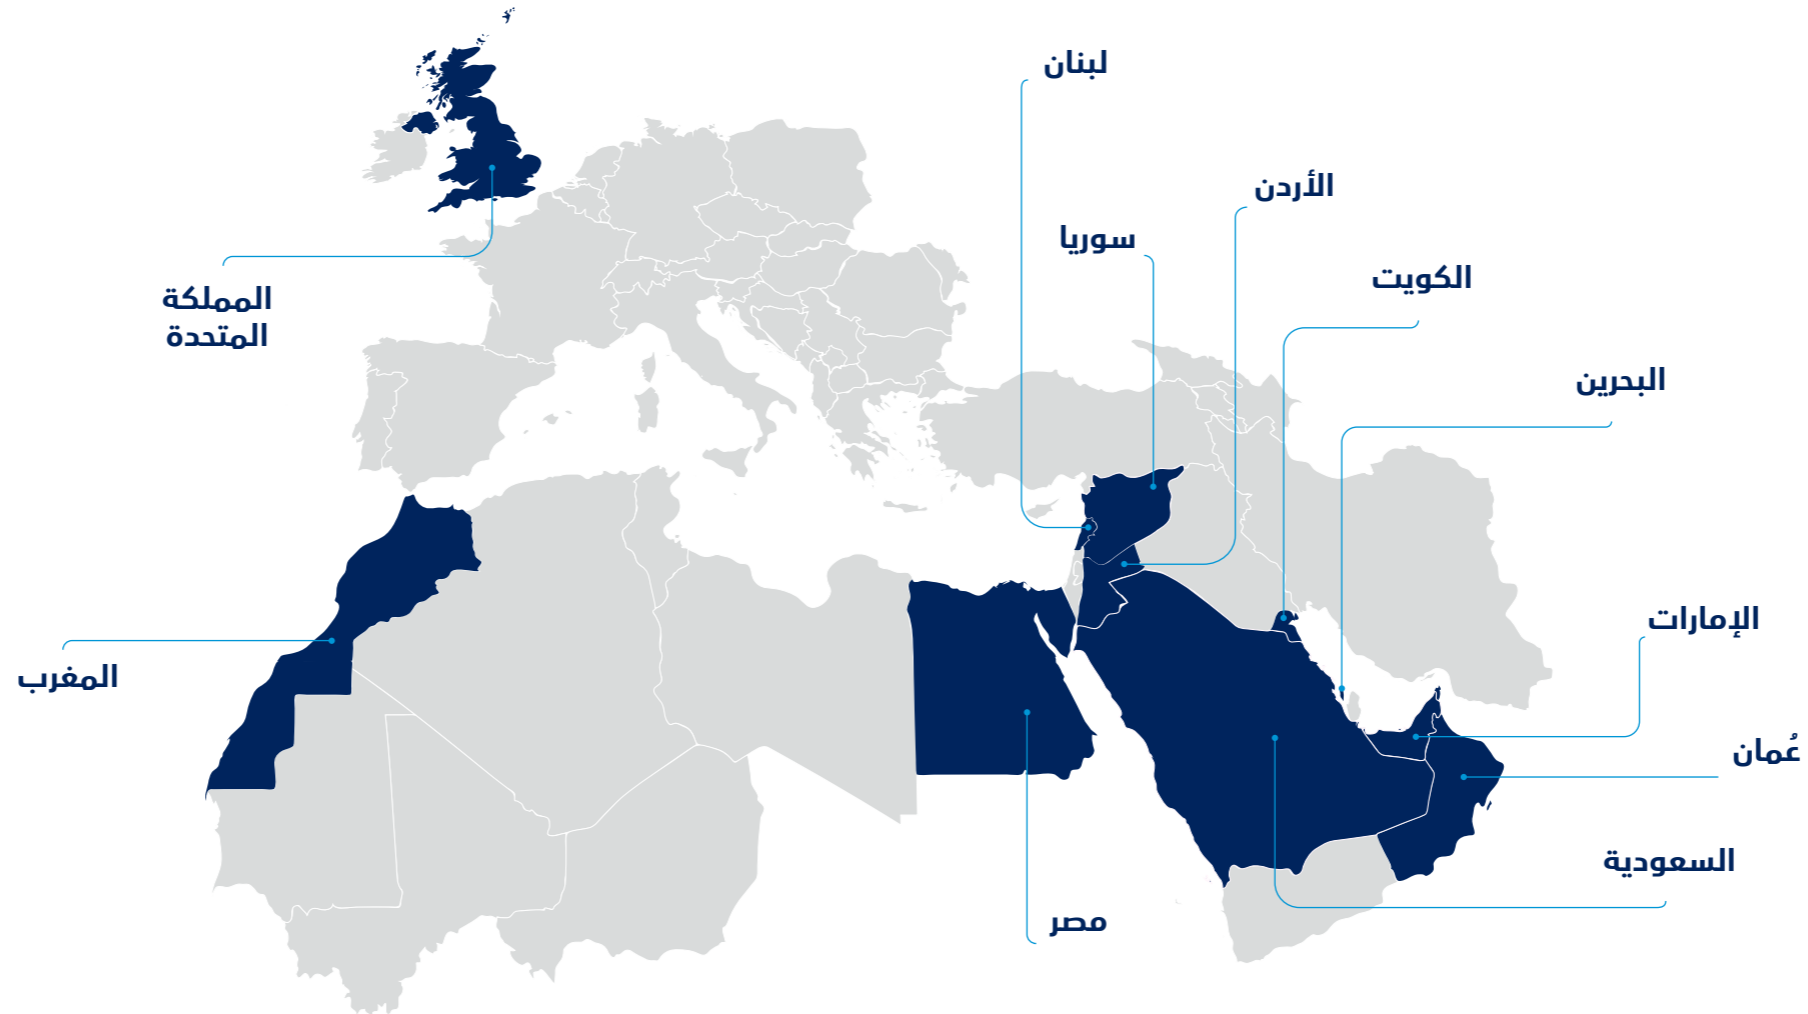 لبنان
الأردن
سوريا
الكويت
المملكة
المتحدة
البحرين
الإمارات
المغرب
عُمان
السعودية
مصر